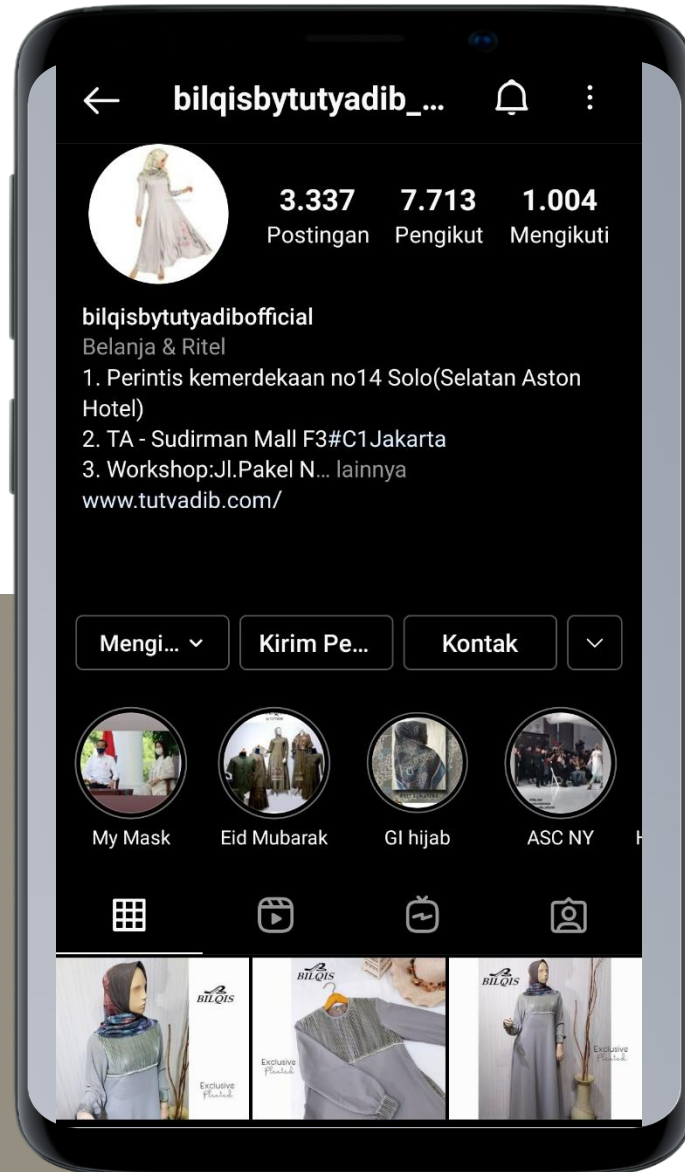 bilqisbytutyadib_...
3.337 7.713 1.004
Postingan Pengikut Mengikuti
bilqisbytutyadibofficial
Belanja & Ritel
1. Perintis kemerdekaan no14 Solo(Selatan Aston
Hotel)
2. TA - Sudirman Mall F3#C1Jakarta
3. Workshop:Jl.Pakel N... lainnya
www.tutyadib.com/
Mengi... Kirim Pe... Kontak
My Mask Eid Mubarak GI hijab ASC NY
BILQIS BILQIS BILQIS
Exclusive Exclusive Exclusive
Pleated Pleated Pleated